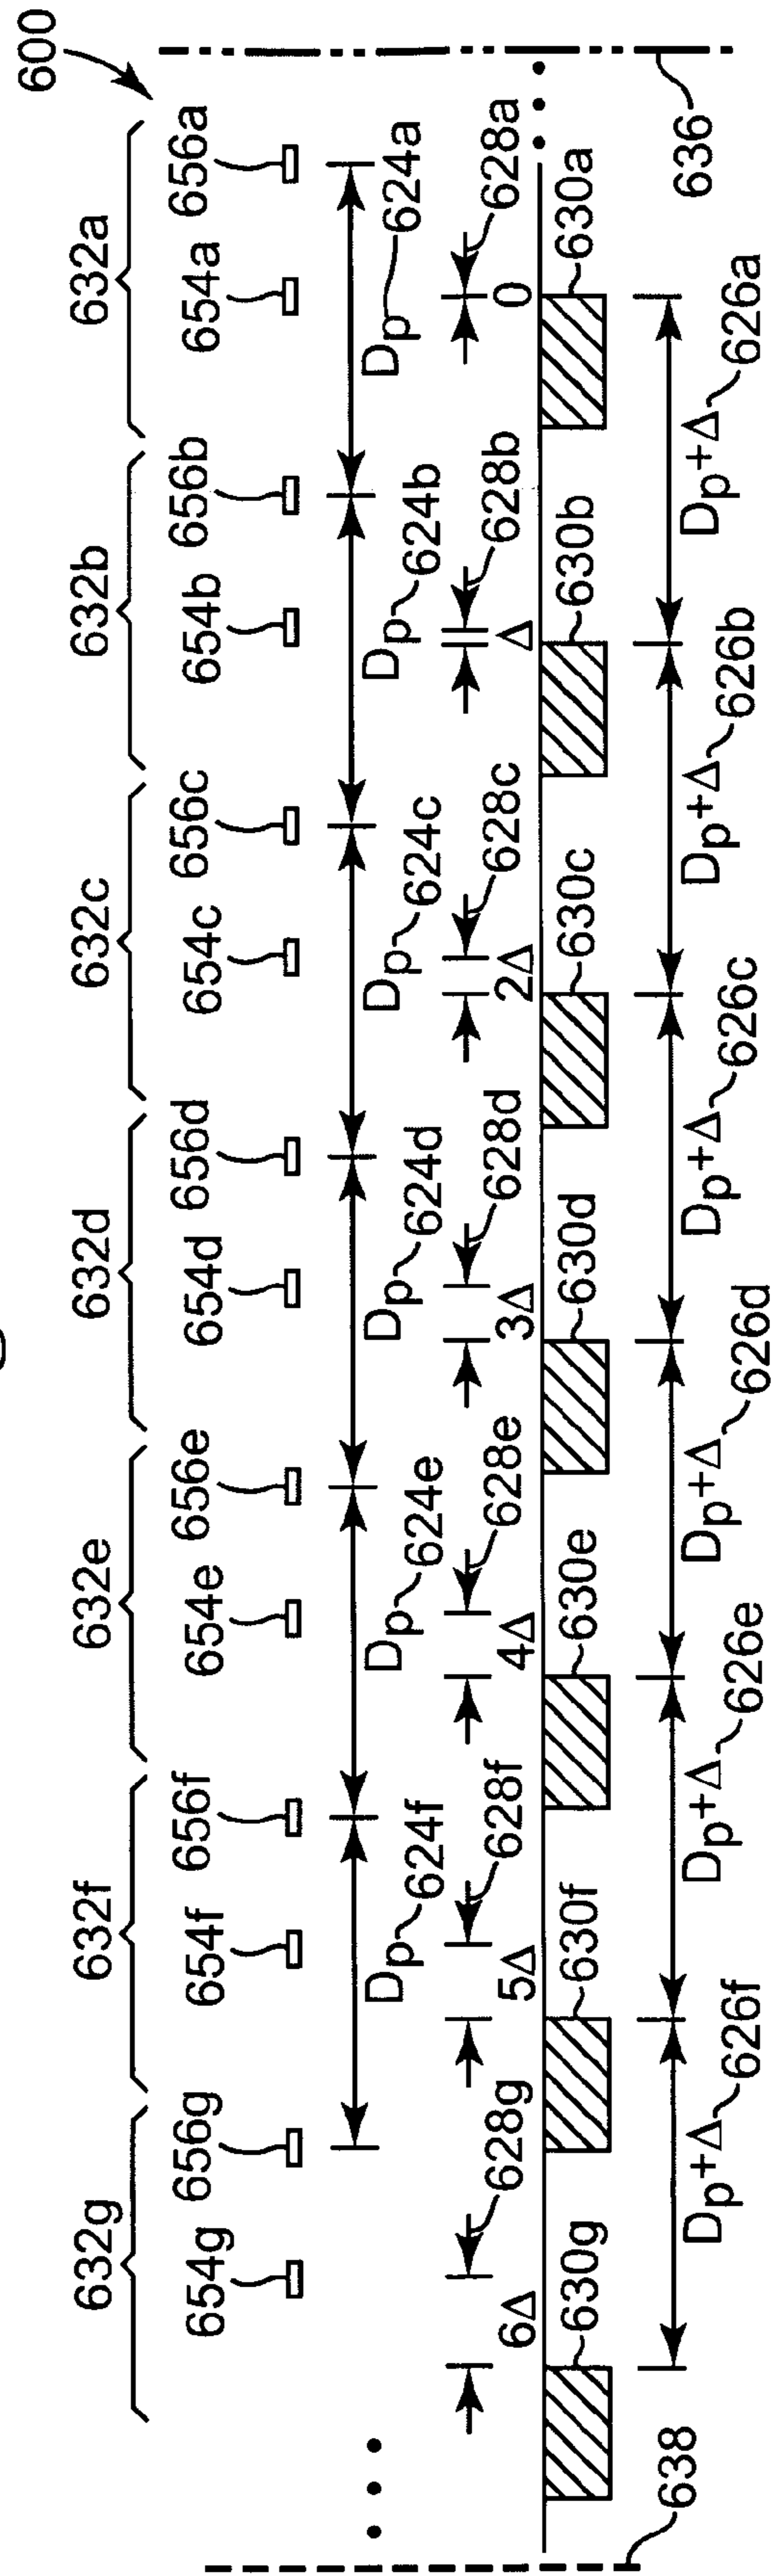 600
632g 632f 632e 632d 632c 632b 632a
654g 656g 654f 656f 654e 656e 654d 656d 654c 656c 654b 656b 654a 656a
Dp 624f Dp 624e Dp 624d Dp 624c Dp 624b Dp 624a
628g 628f 628e 628d 628c 628b 628a
6Δ 5Δ 4Δ 3Δ 2Δ Δ 0
630g 630f 630e 630d 630c 630b 630a
638 636
Dp+Δ 626f Dp+Δ 626e Dp+Δ 626d Dp+Δ 626c Dp+Δ 626b Dp+Δ 626a